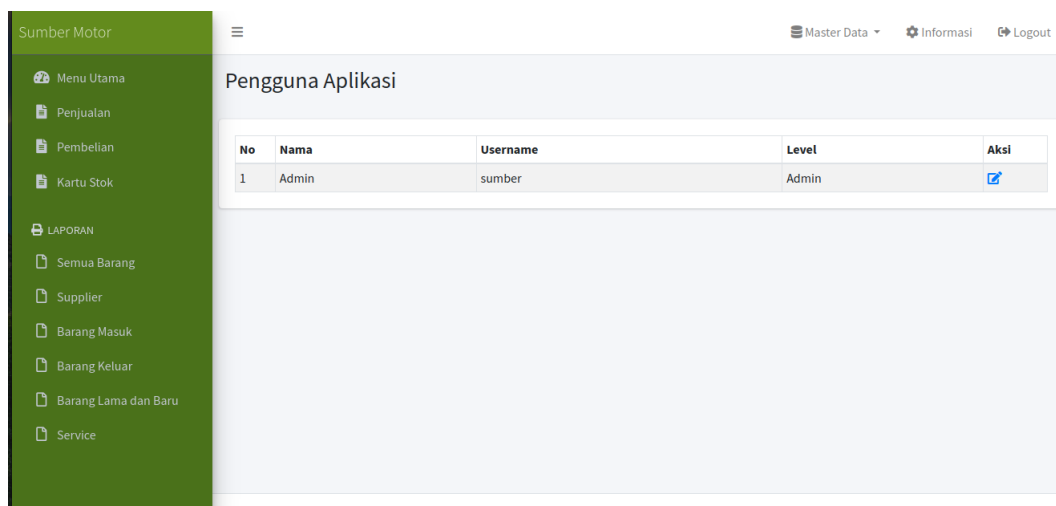 Sumber Motor
Master Data
Informasi
Logout
Menu Utama
Penjualan
Pembelian
Kartu Stok
LAPORAN
Semua Barang
Supplier
Barang Masuk
Barang Keluar
Barang Lama dan Baru
Service
Pengguna Aplikasi
No Nama Username Level Aksi
1 Admin sumber Admin